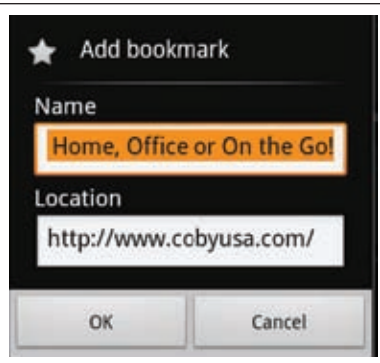 Add bookmark
Name
Home, Office or On the Go!
Location
http://www.cobyusa.com/
OK Cancel